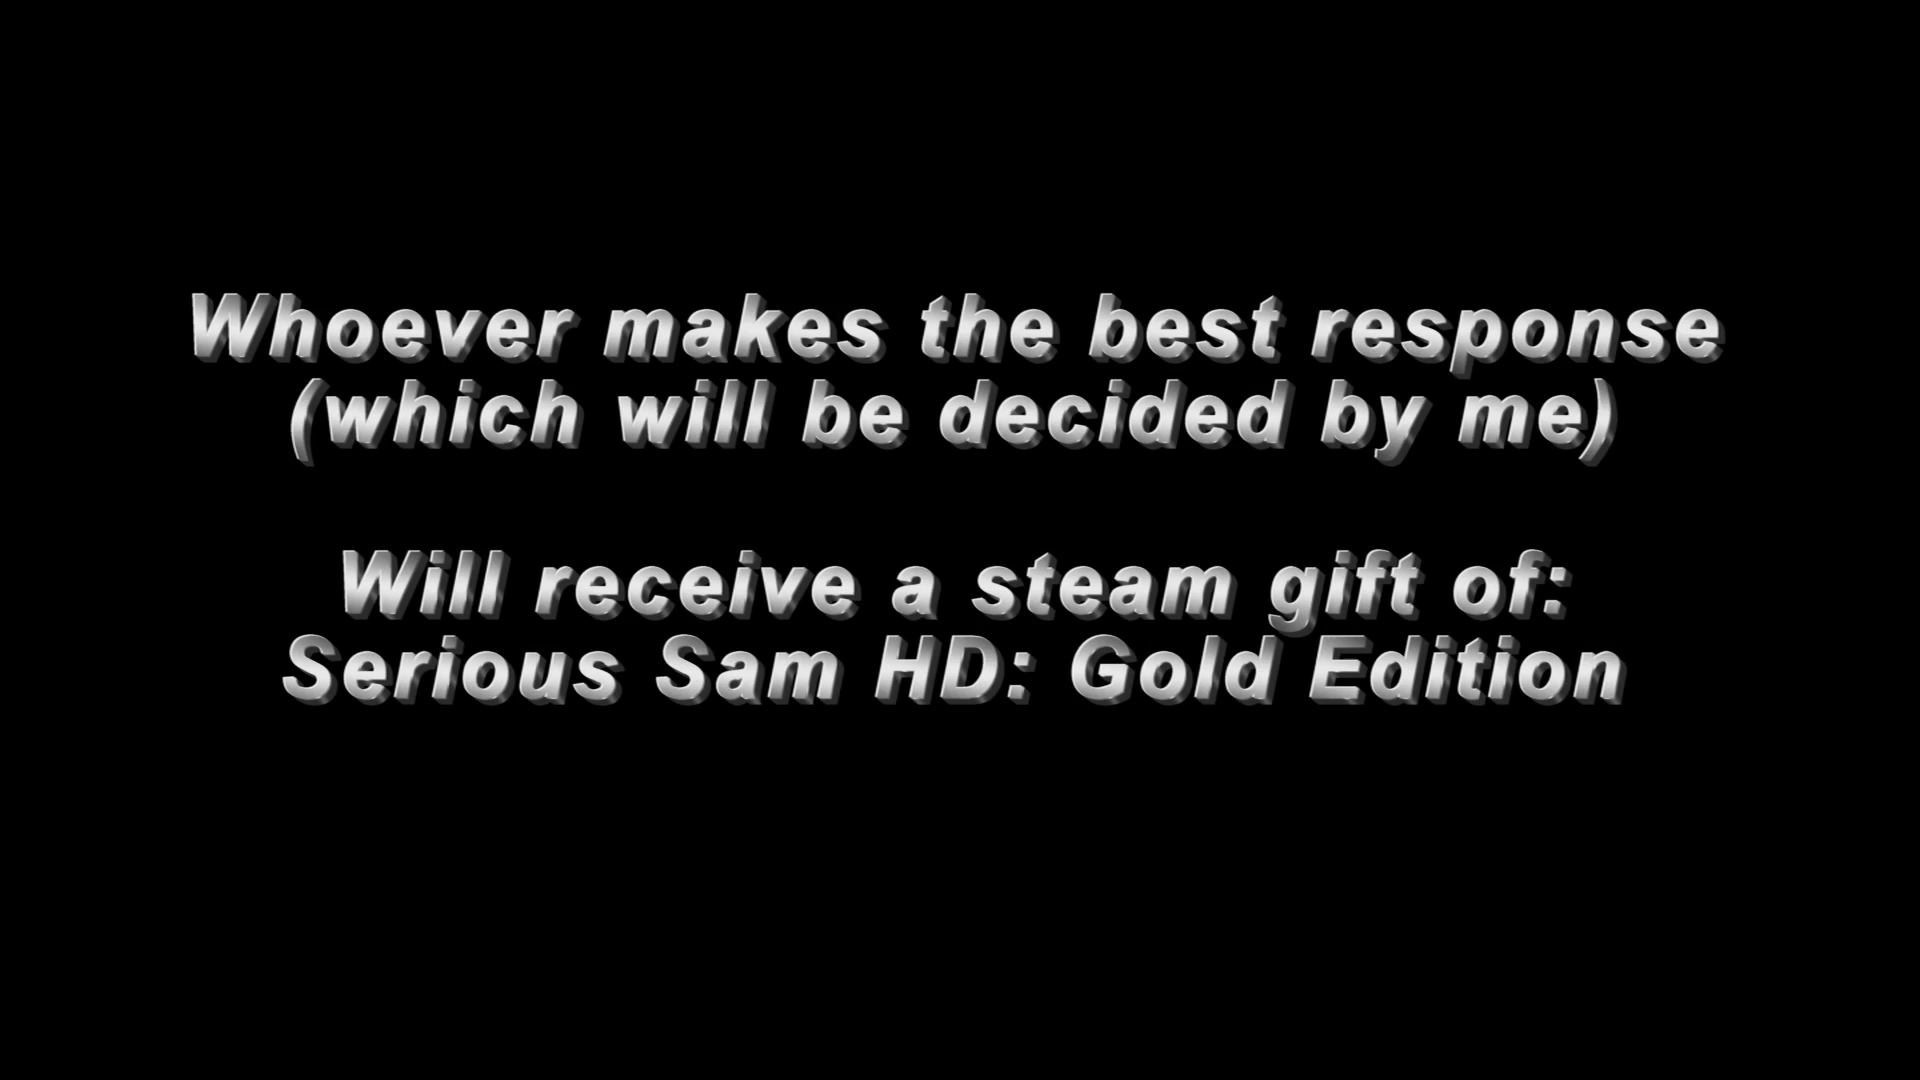 Whoever makes the best response
(which will be decided by me)
Will receive a steam gift of:
Serious Sam HD: Gold Edition